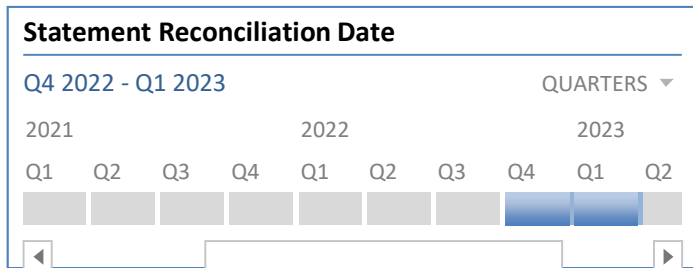 Statement Reconciliation Date
Q4 2022 - Q1 2023 QUARTERS
2021 2022 2023
Q1 Q2 Q3 Q4 Q1 Q2 Q3 Q4 Q1 Q2